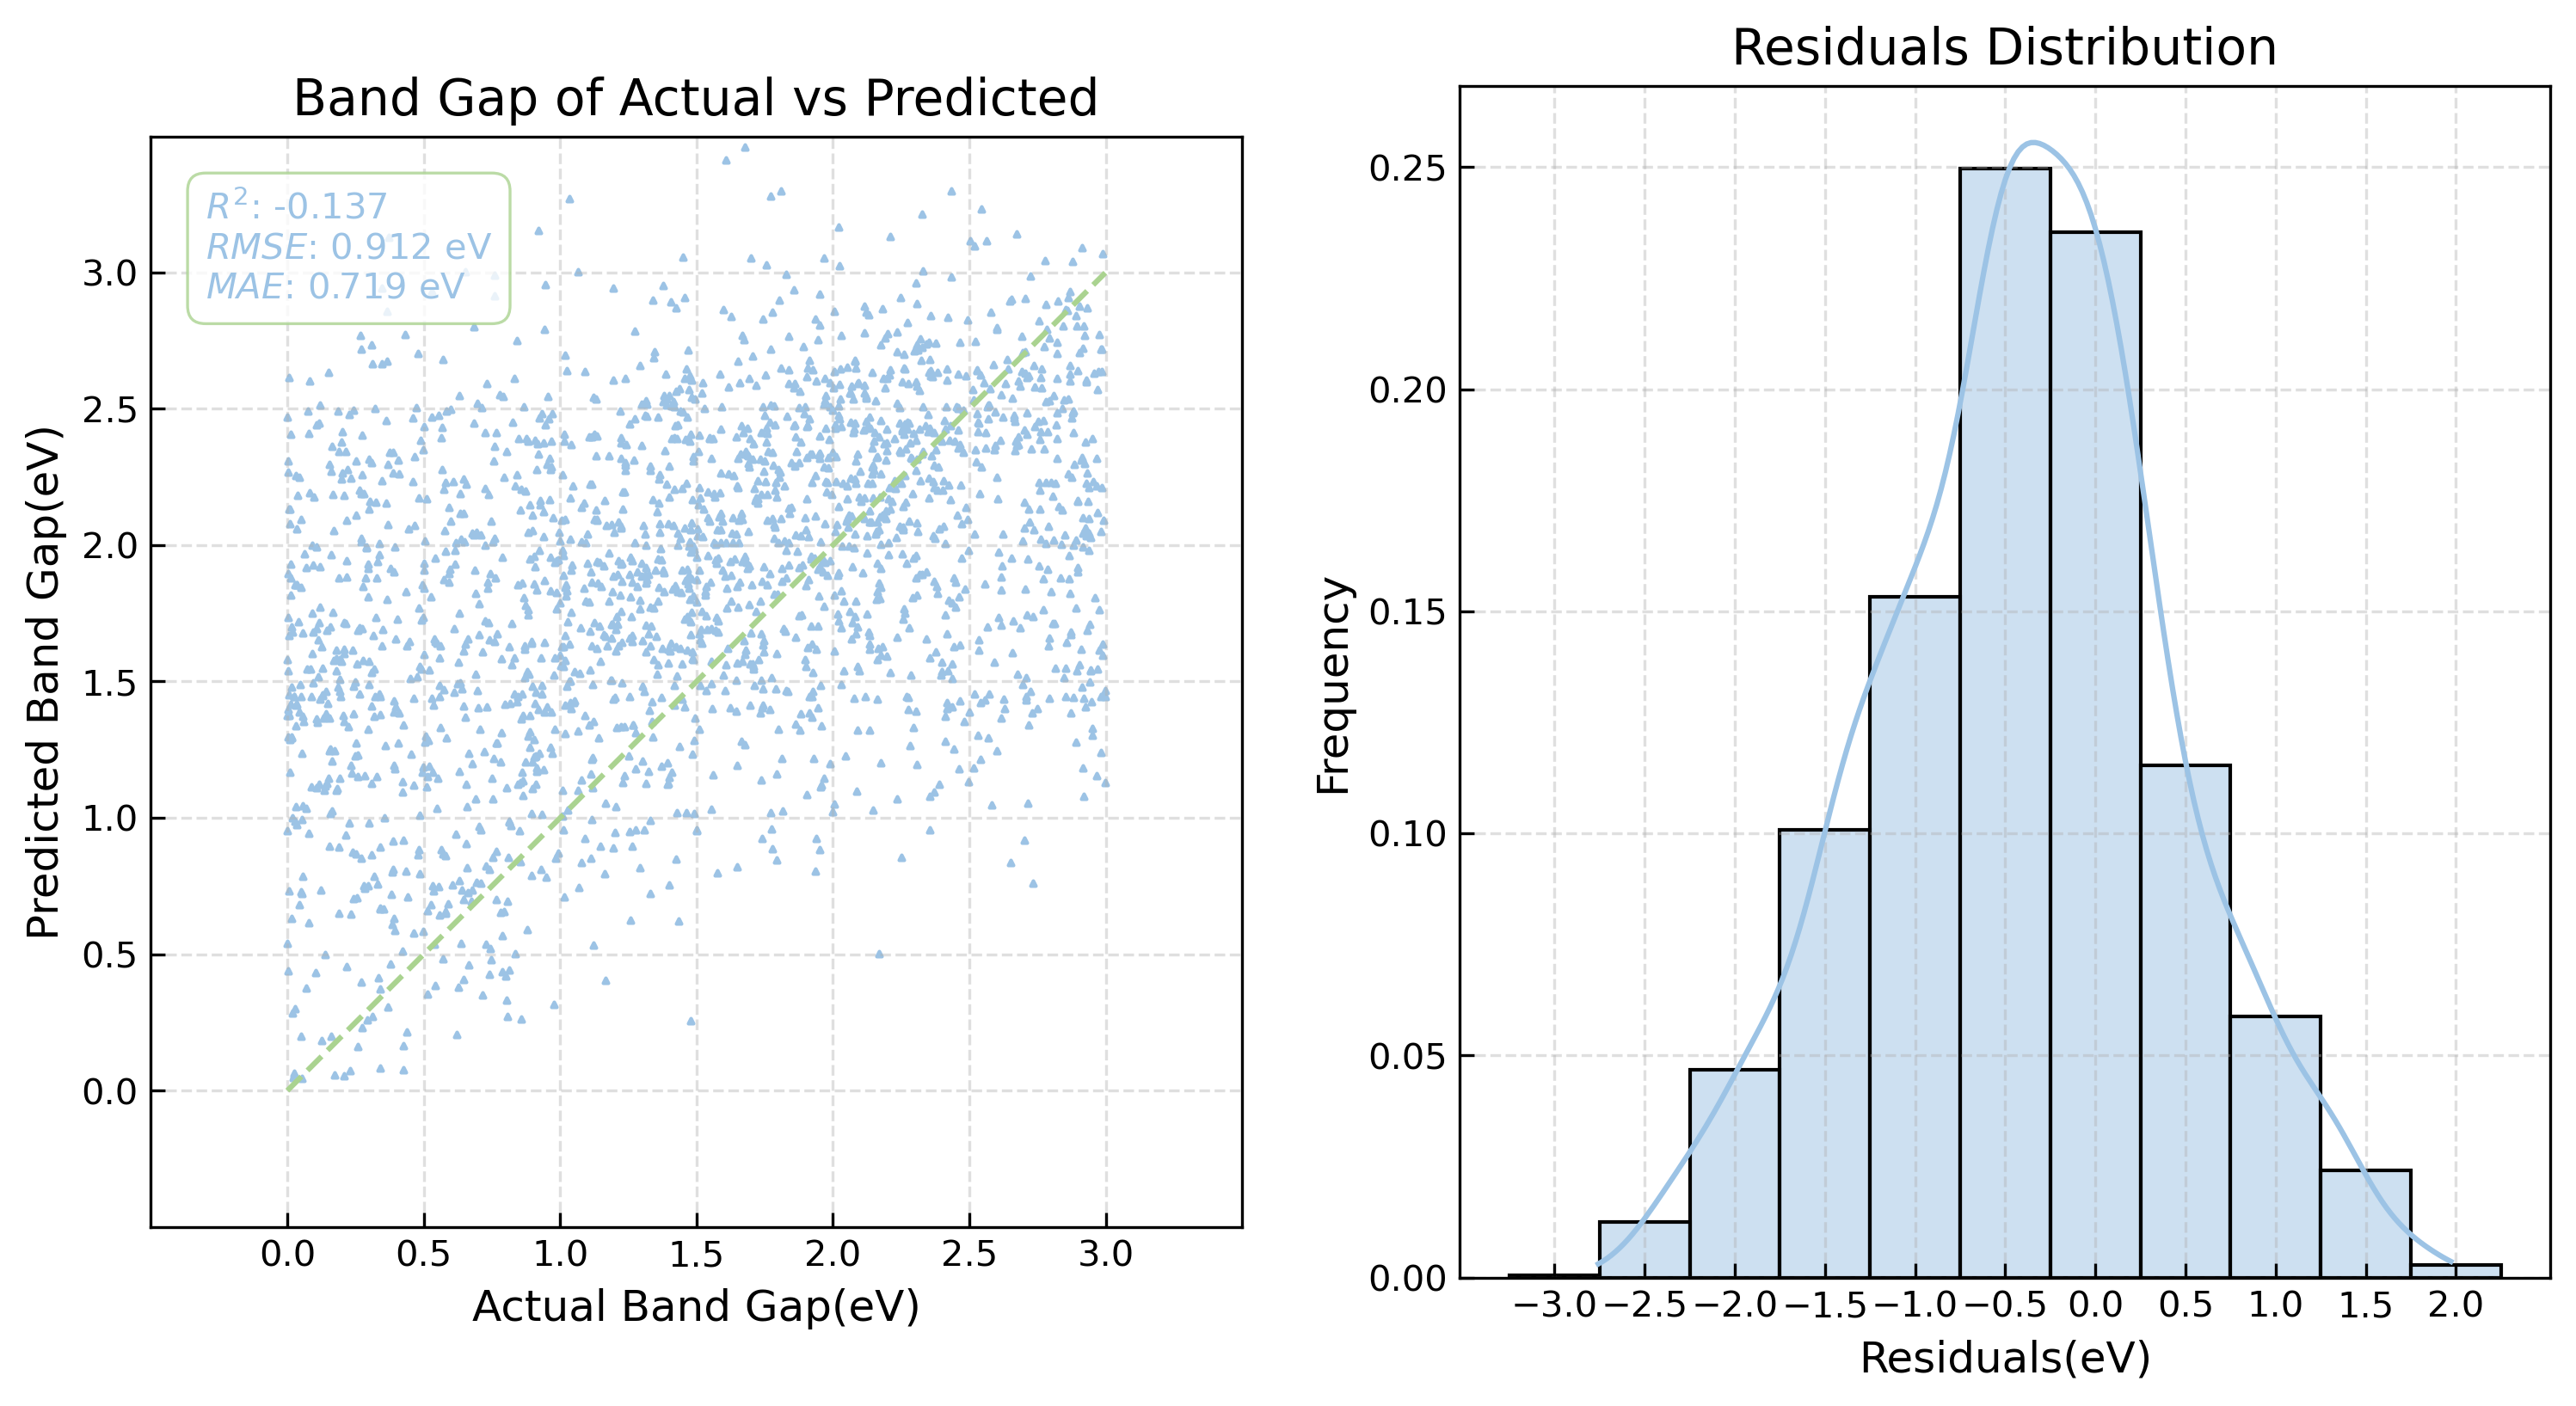 Band Gap of Actual vs Predicted
R²: -0.137
RMSE: 0.912 eV
MAE: 0.719 eV
Predicted Band Gap(eV)
3.0
2.5
2.0
1.5
1.0
0.5
0.0
0.0 0.5 1.0 1.5 2.0 2.5 3.0
Actual Band Gap(eV)
Residuals Distribution
Frequency
0.25
0.20
0.15
0.10
0.05
0.00
−3.0 −2.5 −2.0 −1.5 −1.0 −0.5 0.0 0.5 1.0 1.5 2.0
Residuals(eV)